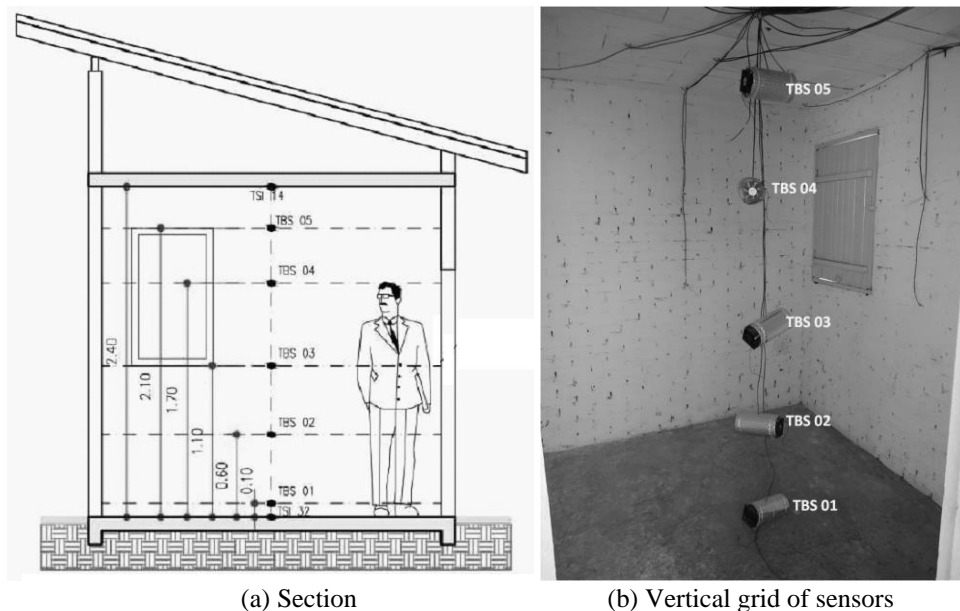 TSI 14
TBS 05
TBS 04
TBS 03
TBS 02
TBS 01
TSI 32
2.40
2.10
1.70
1.10
0.60
0.10
TBS 05
TBS 04
TBS 03
TBS 02
TBS 01
(a) Section
(b) Vertical grid of sensors